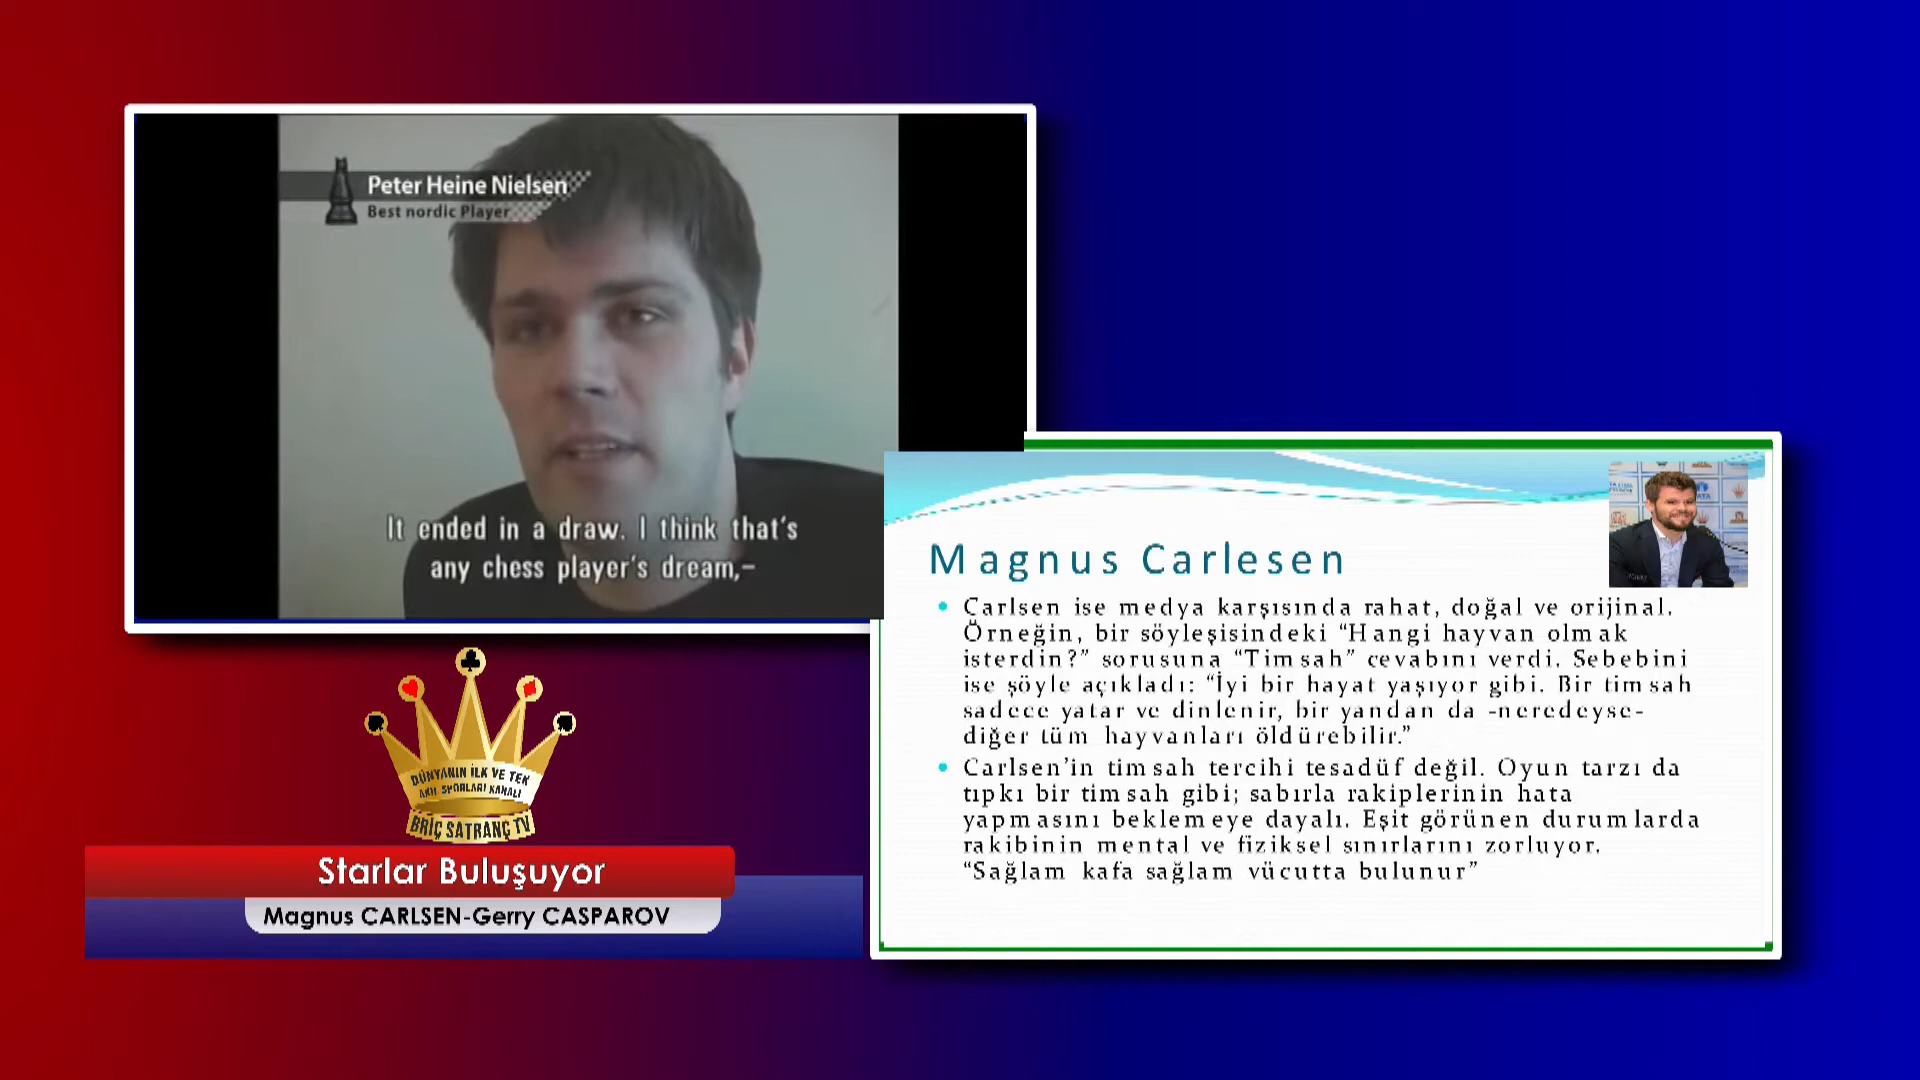 Peter Heine Nielsen
Best nordic Player
It ended in a draw. I think that's
any chess player's dream,-
Magnus Carlesen
• Carlsen ise medya karşısında rahat, doğal ve orijinal.
Örneğin, bir söyleşisindeki “Hangi hayvan olmak
isterdin?” sorusuna “Timsah” cevabını verdi. Sebebini
ise şöyle açıkladı: “İyi bir hayat yaşıyor gibi. Bir timsah
sadece yatar ve dinlenir, bir yandan da -neredeyse-
diğer tüm hayvanları öldürebilir.”
• Carlsen’in timsah tercihi tesadüf değil. Oyun tarzı da
tıpkı bir timsah gibi; sabırla rakiplerinin hata
yapmasını beklemeye dayalı. Eşit görünen durumlarda
rakibinin mental ve fiziksel sınırlarını zorluyor.
“Sağlam kafa sağlam vücutta bulunur”
DÜNYANIN İLK VE TEK
AKIL SPORLARI KANALI
BRİÇ SATRANÇ TV
Starlar Buluşuyor
Magnus CARLSEN-Gerry CASPAROV